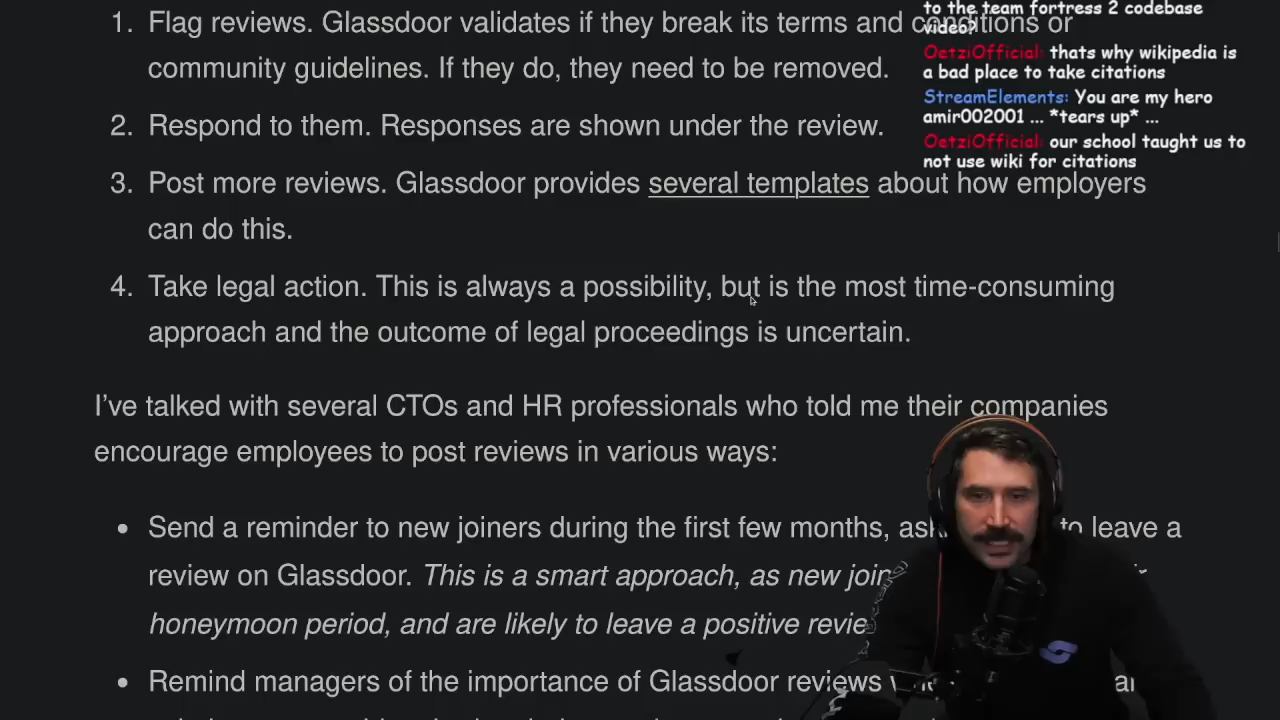 1. Flag reviews. Glassdoor validates if they break its terms and conditions or
community guidelines. If they do, they need to be removed.
2. Respond to them. Responses are shown under the review.
3. Post more reviews. Glassdoor provides several templates about how employers
can do this.
4. Take legal action. This is always a possibility, but is the most time-consuming
approach and the outcome of legal proceedings is uncertain.
I’ve talked with several CTOs and HR professionals who told me their companies
encourage employees to post reviews in various ways:
• Send a reminder to new joiners during the first few months, to leave a
review on Glassdoor. This is a smart approach, as new
honeymoon period, and are likely to leave a positive
• Remind managers of the importance of Glassdoor reviews
to the team fortress 2 codebase
video?
OetziOfficial: thats why wikipedia is
a bad place to take citations
StreamElements: You are my hero
amir002001 ... *tears up* ...
OetziOfficial: our school taught us to
not use wiki for citations